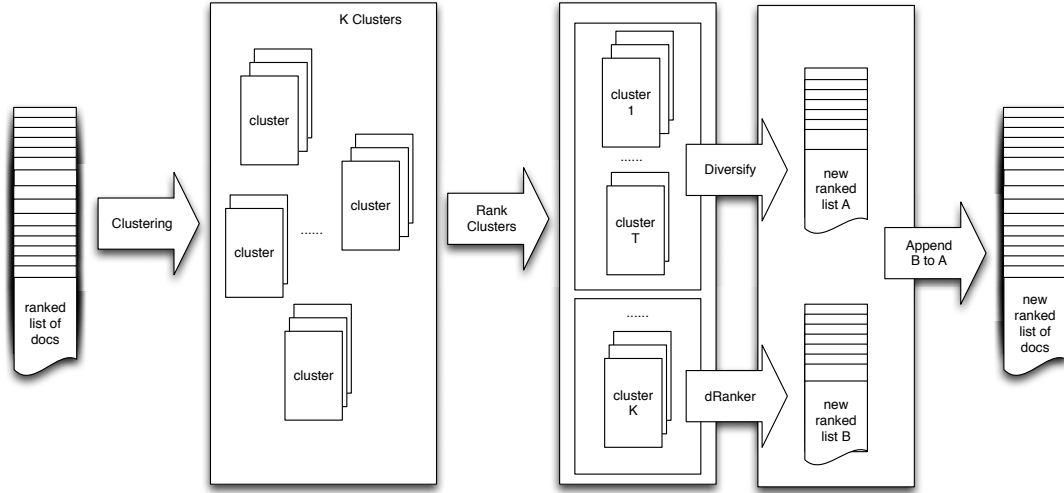 ranked
list of
docs
Clustering
K Clusters
cluster
cluster
cluster
......
cluster
Rank
Clusters
cluster
1
......
cluster
T
......
cluster
K
Diversify
dRanker
new
ranked
list A
new
ranked
list B
Append
B to A
new
ranked
list of
docs